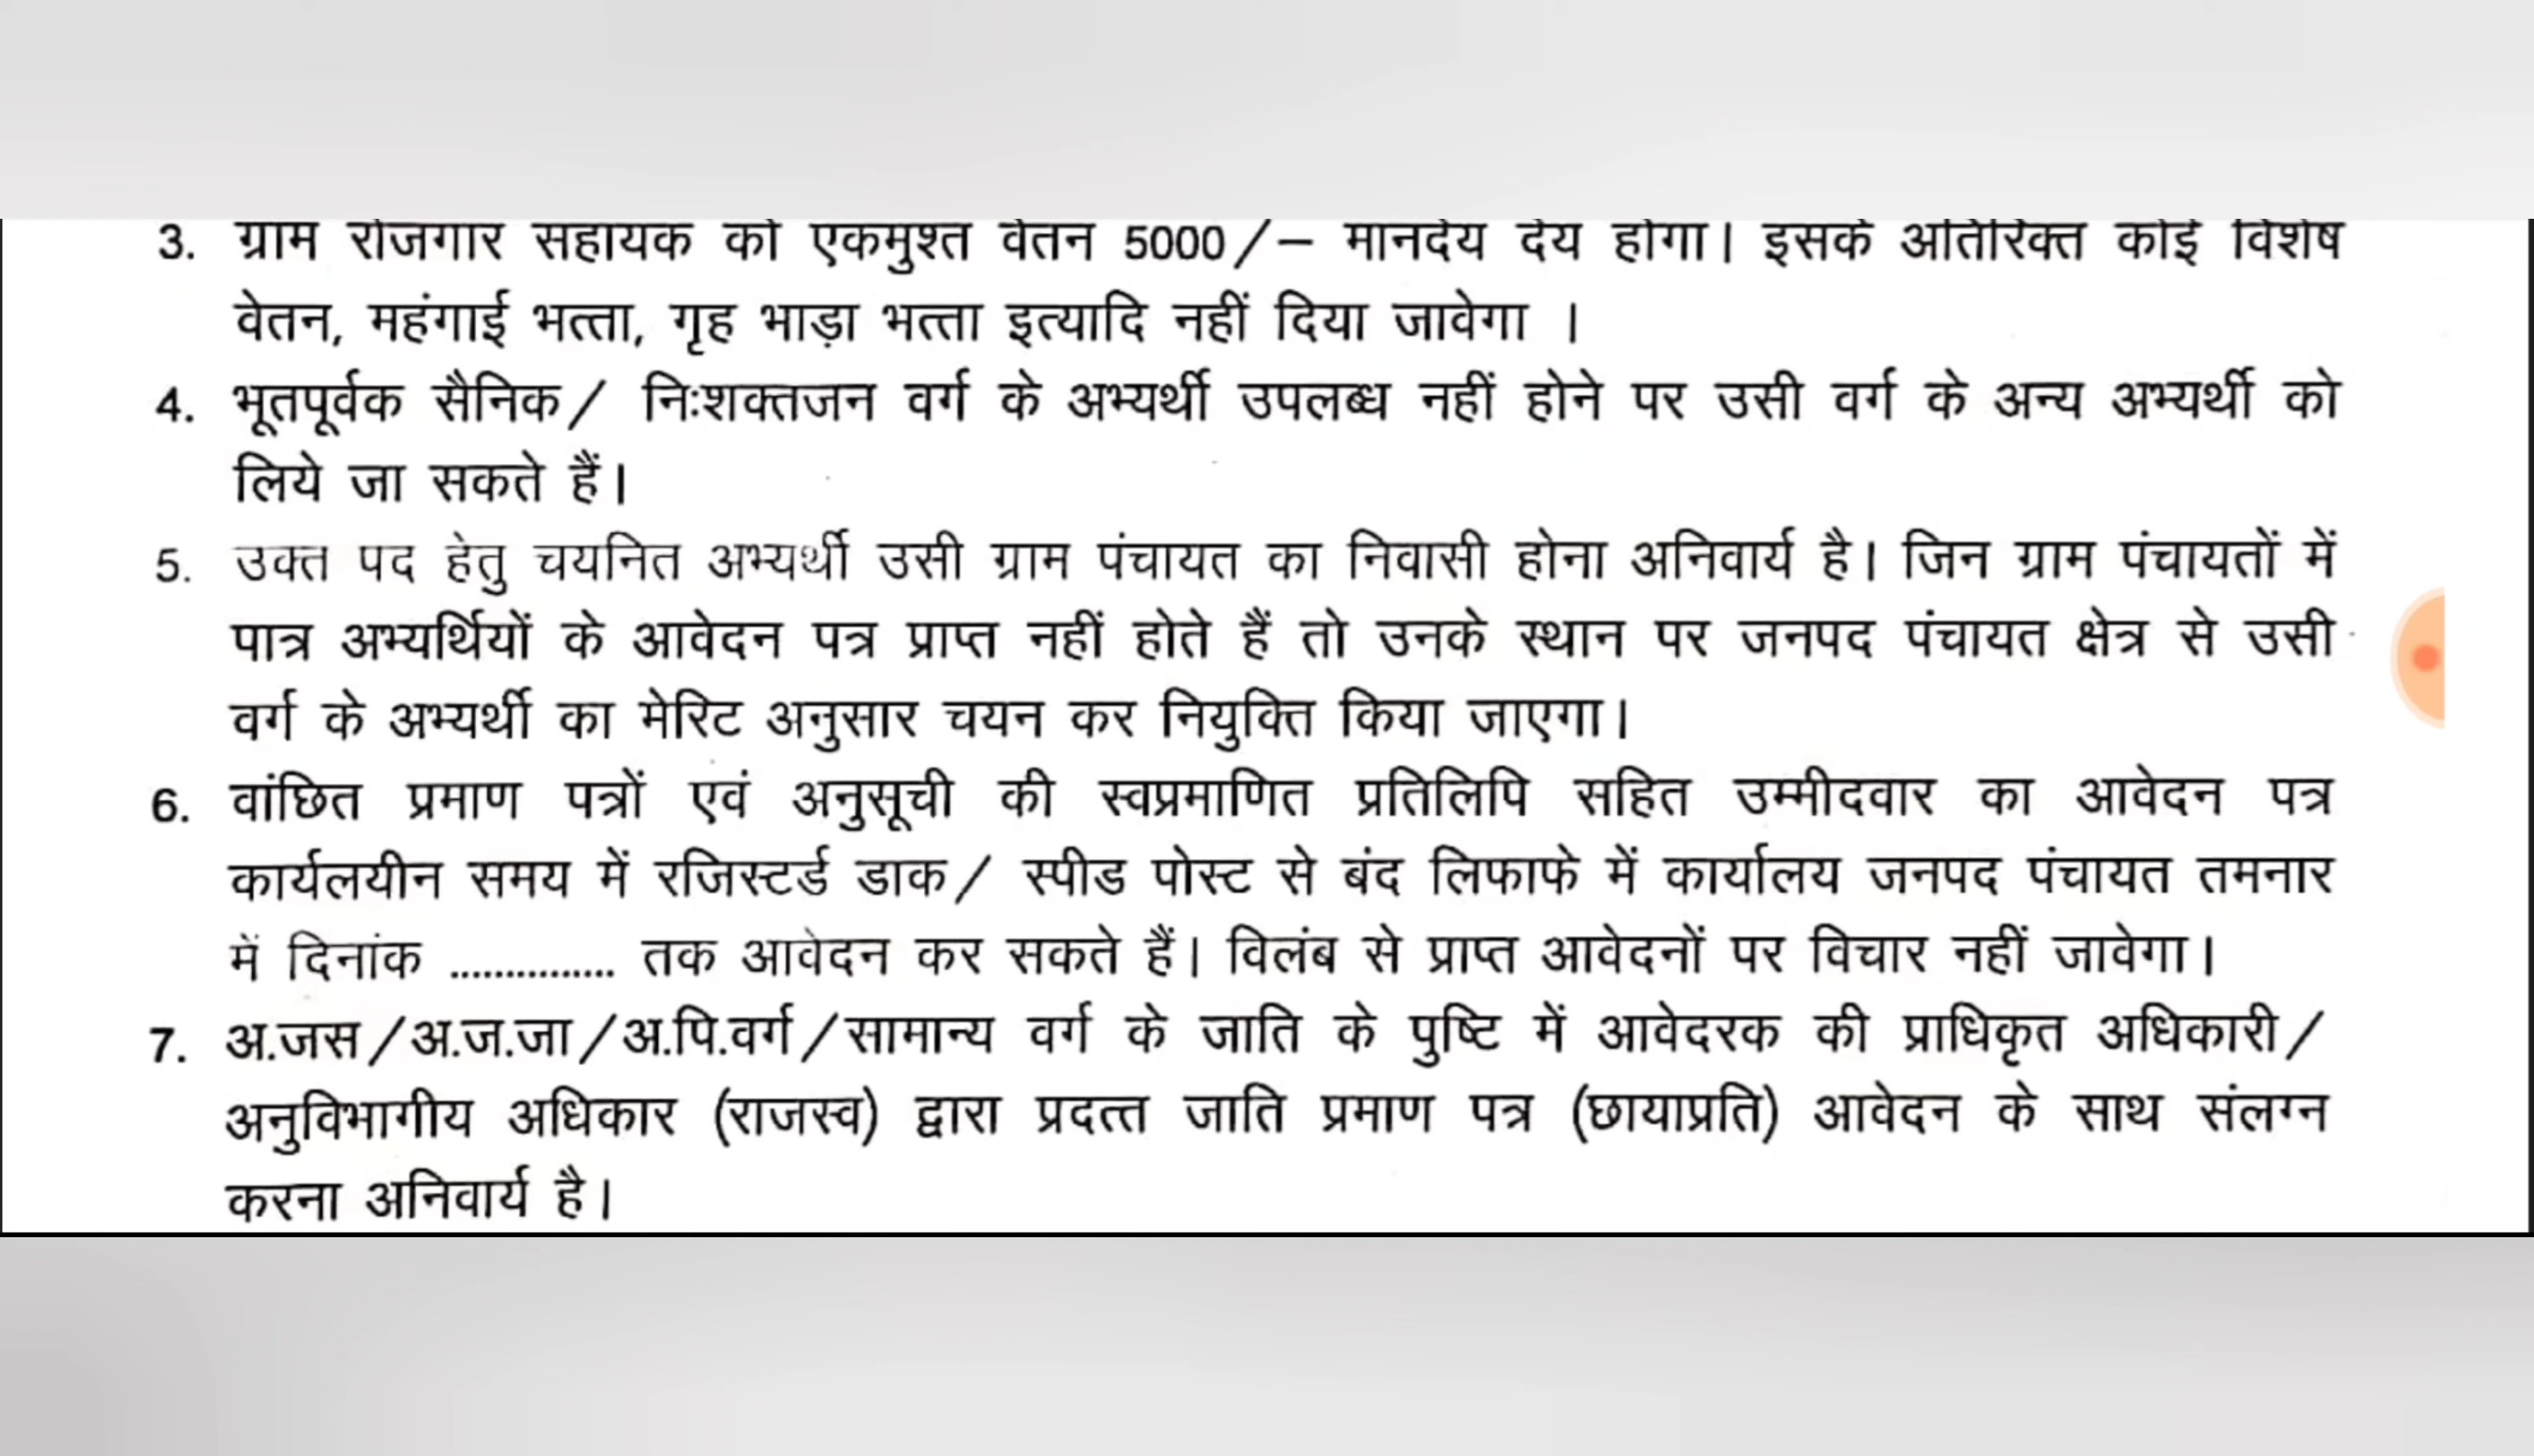 3. ग्राम रोजगार सहायक को एकमुश्त वेतन 5000/– मानदेय देय होगा। इसके अतिरिक्त कोई विशेष
वेतन, महंगाई भत्ता, गृह भाड़ा भत्ता इत्यादि नहीं दिया जावेगा ।
4. भूतपूर्वक सैनिक/ निःशक्तजन वर्ग के अभ्यर्थी उपलब्ध नहीं होने पर उसी वर्ग के अन्य अभ्यर्थी को
लिये जा सकते हैं।
5. उक्त पद हेतु चयनित अभ्यर्थी उसी ग्राम पंचायत का निवासी होना अनिवार्य है। जिन ग्राम पंचायतों में
पात्र अभ्यर्थियों के आवेदन पत्र प्राप्त नहीं होते हैं तो उनके स्थान पर जनपद पंचायत क्षेत्र से उसी
वर्ग के अभ्यर्थी का मेरिट अनुसार चयन कर नियुक्ति किया जाएगा।
6. वांछित प्रमाण पत्रों एवं अनुसूची की स्वप्रमाणित प्रतिलिपि सहित उम्मीदवार का आवेदन पत्र
कार्यलयीन समय में रजिस्टर्ड डाक/ स्पीड पोस्ट से बंद लिफाफे में कार्यालय जनपद पंचायत तमनार
में दिनांक ............... तक आवेदन कर सकते हैं। विलंब से प्राप्त आवेदनों पर विचार नहीं जावेगा।
7. अ.जस/अ.ज.जा/अ.पि.वर्ग/सामान्य वर्ग के जाति के पुष्टि में आवेदरक की प्राधिकृत अधिकारी/
अनुविभागीय अधिकार (राजस्व) द्वारा प्रदत्त जाति प्रमाण पत्र (छायाप्रति) आवेदन के साथ संलग्न
करना अनिवार्य है।